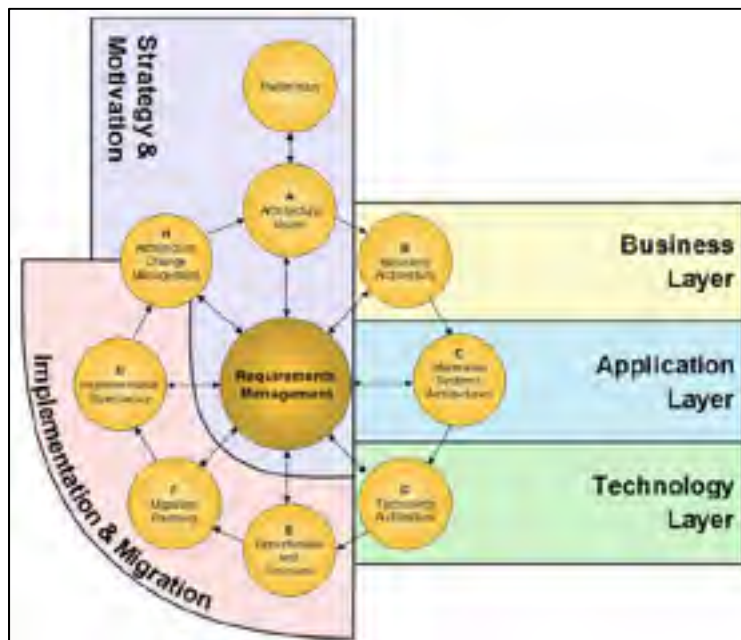 Strategy &
Motivation
Preliminary
A
Architecture
Vision
H
Architecture
Change
Management
B
Business
Architecture
Business
Layer
G
Implementation
Governance
Requirements
Management
C
Information
Systems
Architectures
Application
Layer
F
Migration
Planning
D
Technology
Architecture
Technology
Layer
E
Opportunities
and
Solutions
Implementation & Migration